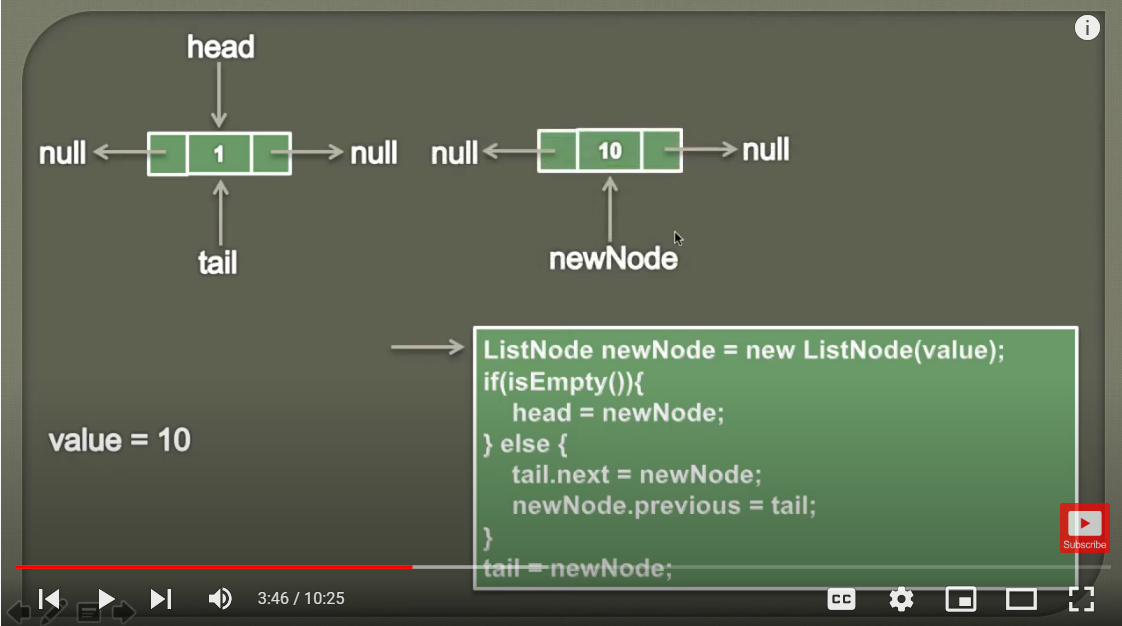 head
null 1 null null 10 null
tail newNode
ListNode newNode = new ListNode(value);
if(isEmpty()){
head = newNode;
value = 10
} else {
tail.next = newNode;
newNode.previous = tail;
}
Subscribe
tail = newNode;
3:46 / 10:25
CC